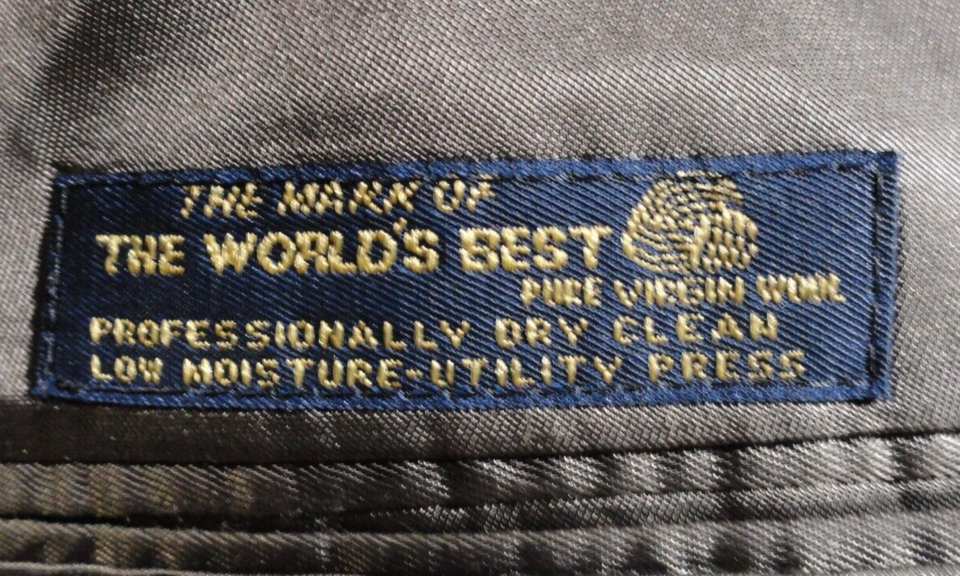 THE MARK OF
THE WORLD'S BEST
PURE VIRGIN WOOL
PROFESSIONALLY DRY CLEAN
LOW MOISTURE-UTILITY PRESS